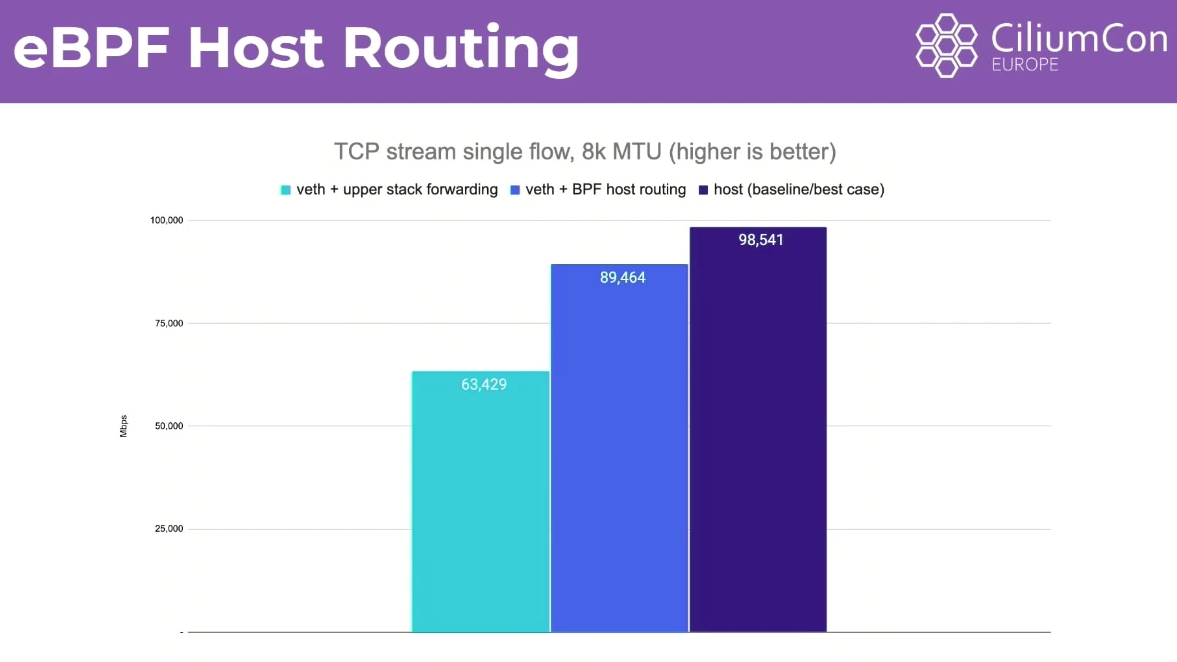 eBPF Host Routing
CiliumCon
EUROPE
TCP stream single flow, 8k MTU (higher is better)
veth + upper stack forwarding veth + BPF host routing host (baseline/best case)
100,000
98,541
89,464
75,000
63,429
50,000
Mbps
25,000
-